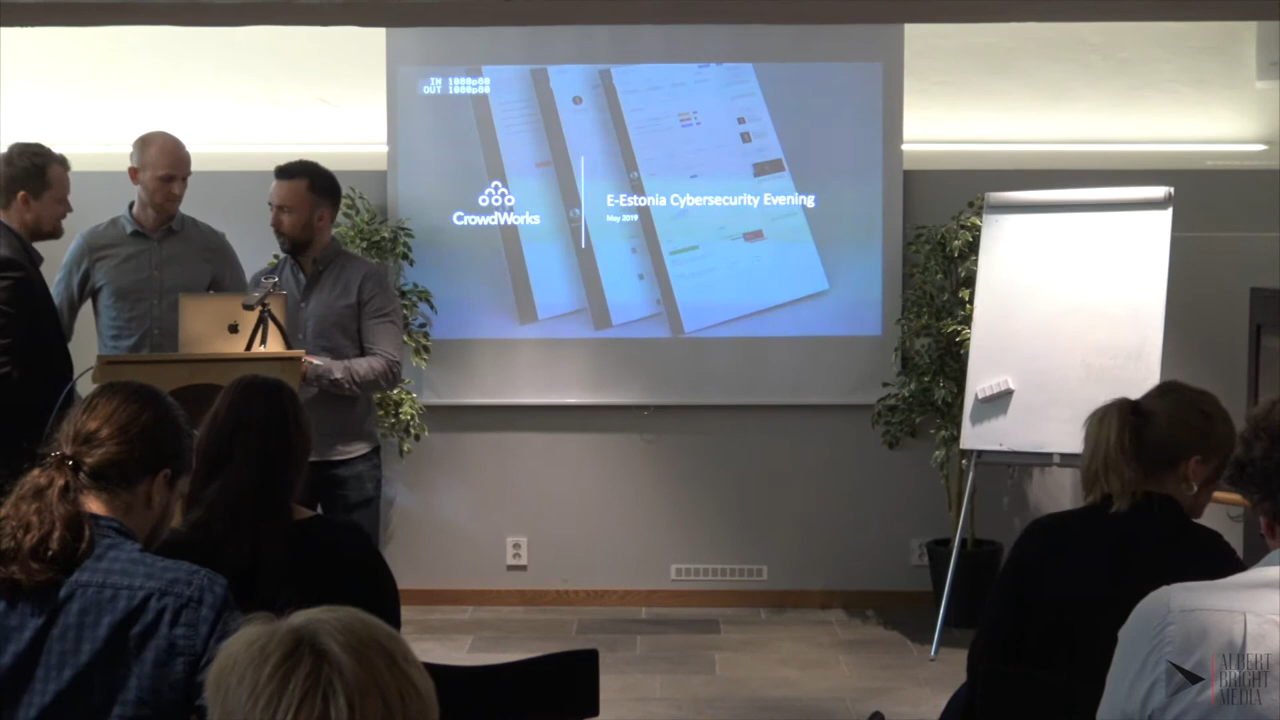 IN 1080p60
OUT 1080p60
CrowdWorks
E-Estonia Cybersecurity Evening
May 2019
ALBERT
BRIGHT
MEDIA